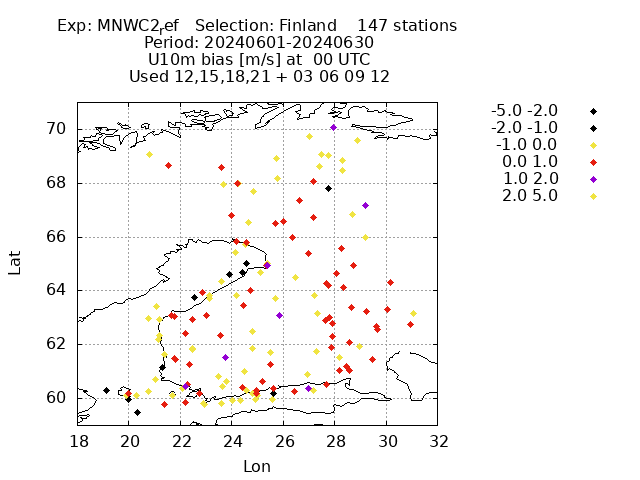 Exp: MNWC2_ref   Selection: Finland    147 stations
Period: 20240601-20240630
U10m bias [m/s] at  00 UTC
Used 12,15,18,21 + 03 06 09 12
-5.0 -2.0
-2.0 -1.0
-1.0 0.0
0.0 1.0
1.0 2.0
2.0 5.0
70
68
66
64
62
60
Lat
18 20 22 24 26 28 30 32
Lon